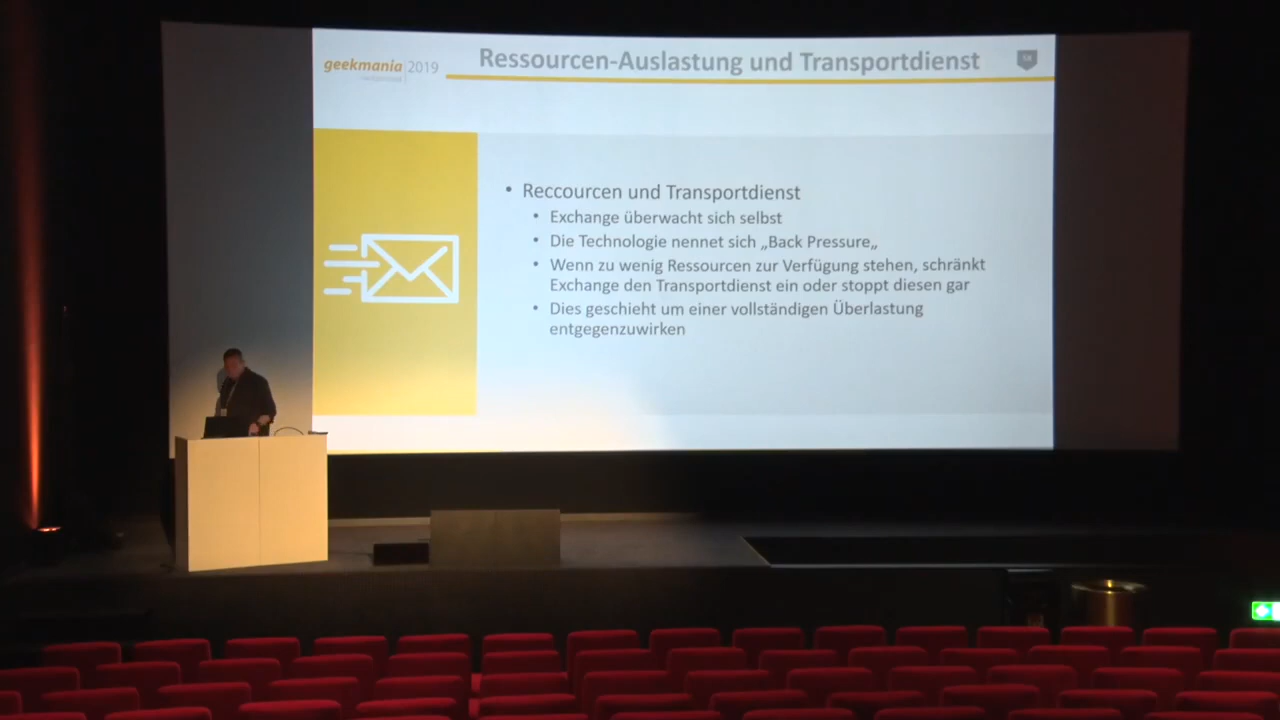 geekmania 2019
Ressourcen-Auslastung und Transportdienst
• Reccourcen und Transportdienst
• Exchange überwacht sich selbst
• Die Technologie nennet sich „Back Pressure„
• Wenn zu wenig Ressourcen zur Verfügung stehen, schränkt
Exchange den Transportdienst ein oder stoppt diesen gar
• Dies geschieht um einer vollständigen Überlastung
entgegenzuwirken